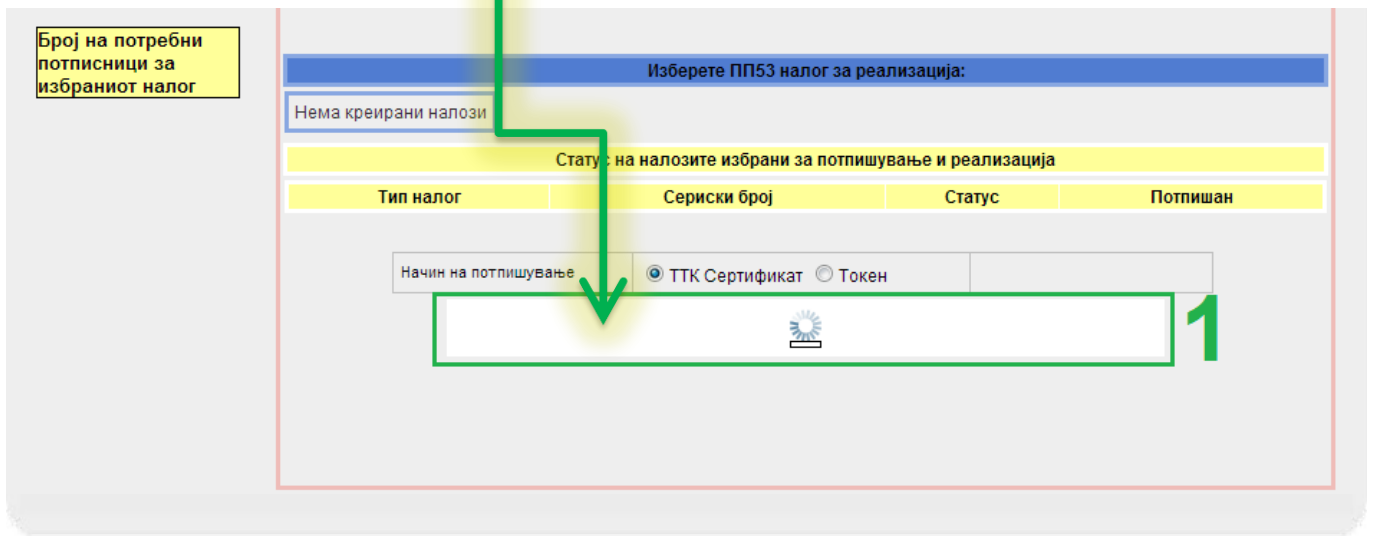 Број на потребни
потписници за
избраниот налог
Изберете ПП53 налог за реализација:
Нема креирани налози
Статус на налозите избрани за потпишување и реализација
Тип налог Сериски број Статус Потпишан
Начин на потпишување ТТК Сертификат Токен
1